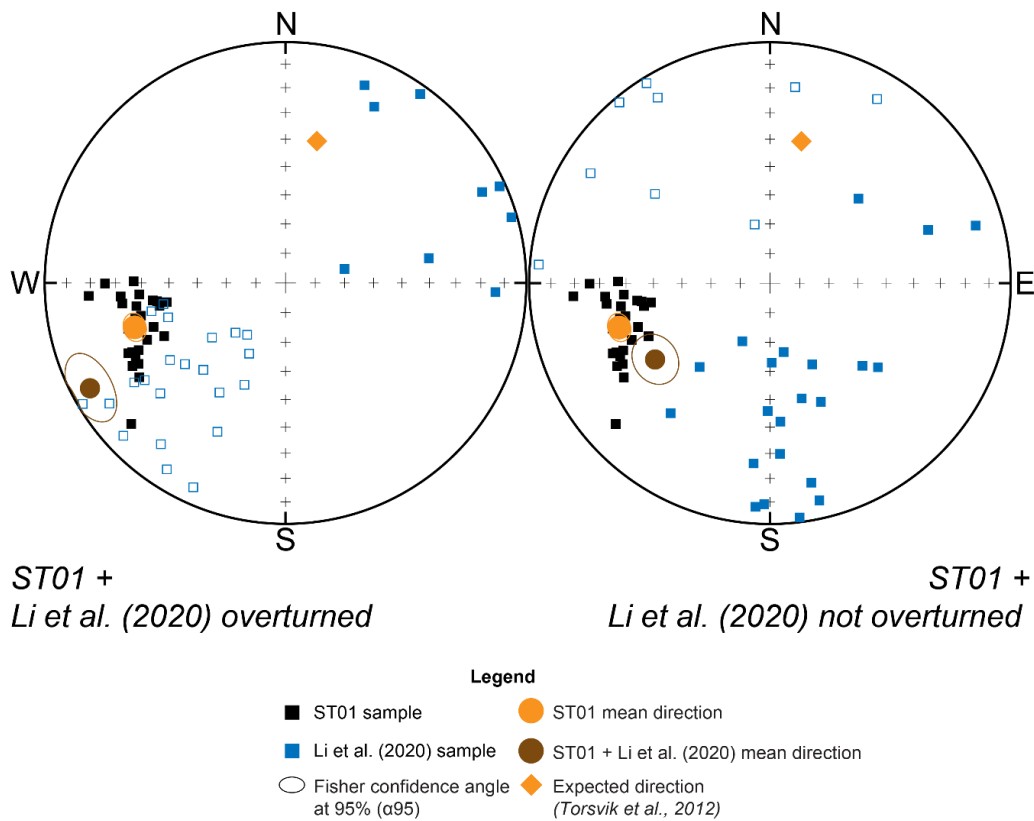 N
N
W
E
S
S
ST01 +
Li et al. (2020) overturned
ST01 +
Li et al. (2020) not overturned
Legend
ST01 sample
ST01 mean direction
Li et al. (2020) sample
ST01 + Li et al. (2020) mean direction
Fisher confidence angle
at 95% (α95)
Expected direction
(Torsvik et al., 2012)